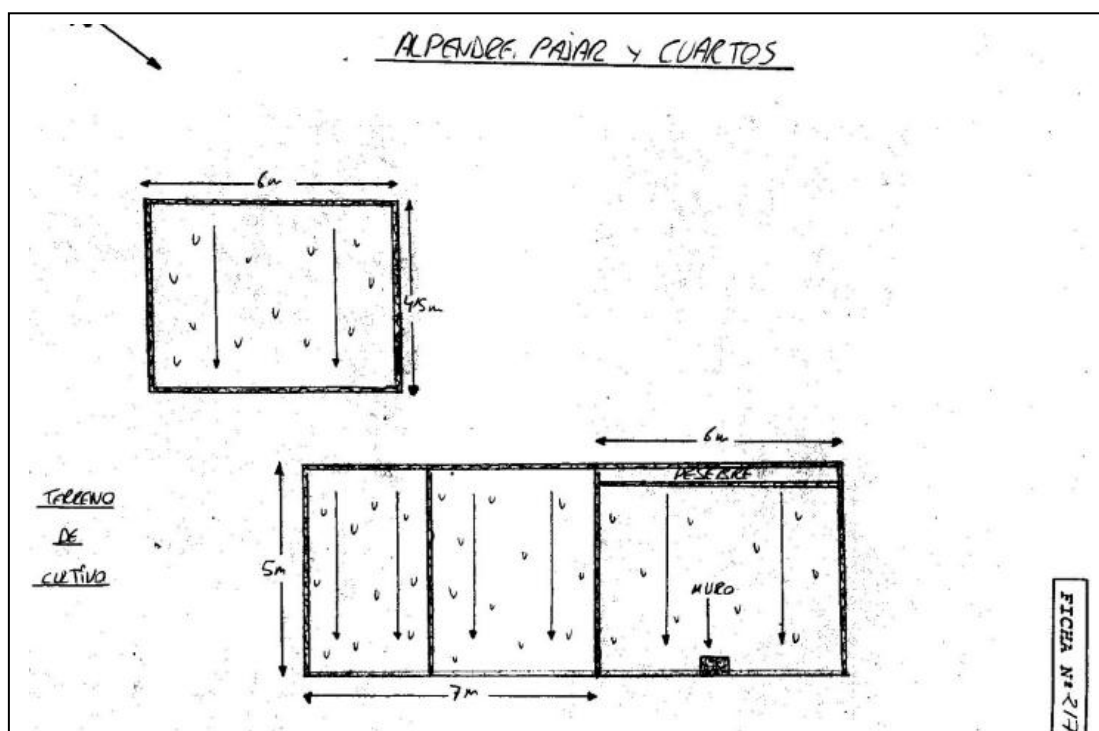 ALPENDRE, PAJAR Y CUARTOS
6m
4,5m
6m
PESEBRE
TERRENO
DE
CULTIVO
5m
MURO
7m
FICHA Nº 2/7